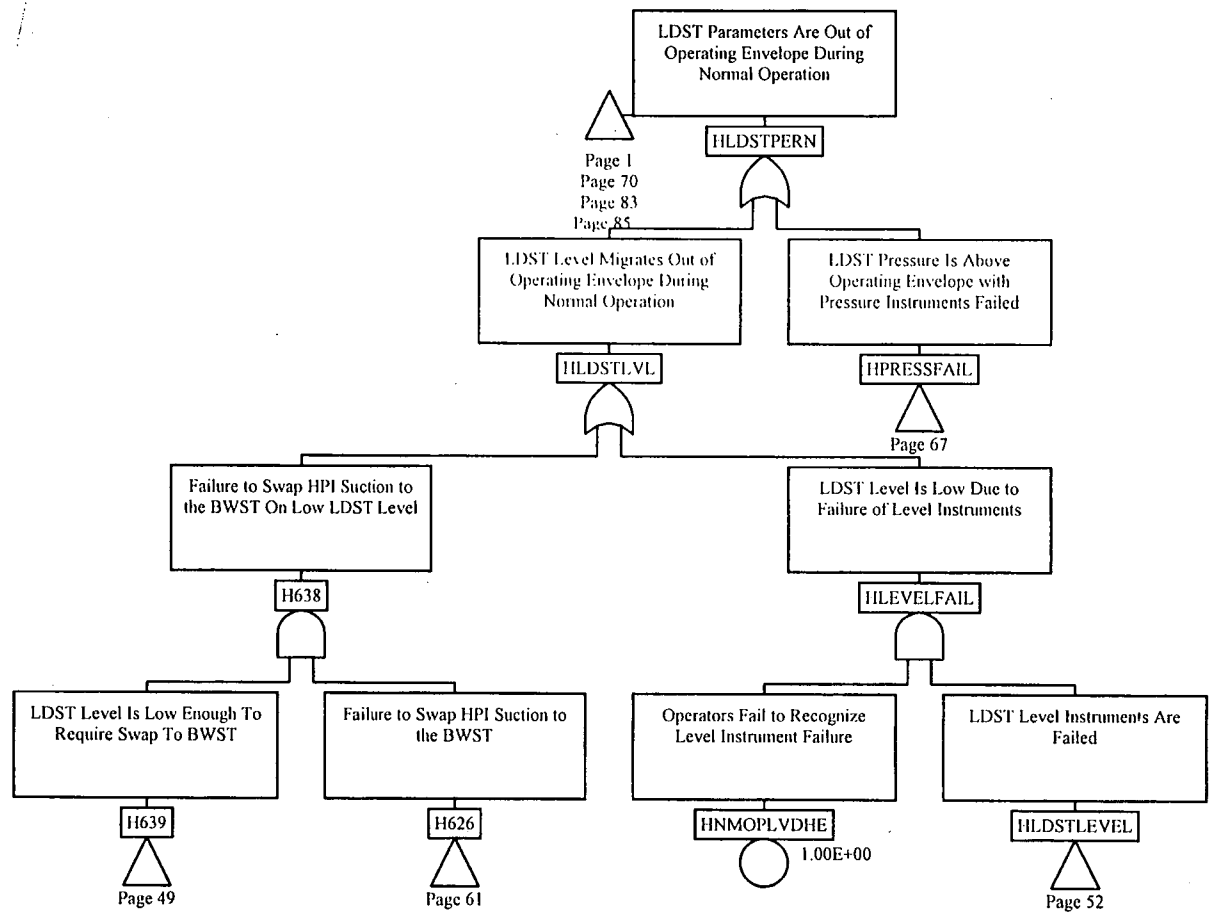 LDST Parameters Are Out of
Operating Envelope During
Normal Operation
HLDSTPERN
Page 1
Page 70
Page 83
Page 85
LDST Level Migrates Out of
Operating Envelope During
Normal Operation
HLDSTLVL
LDST Pressure Is Above
Operating Envelope with
Pressure Instruments Failed
HPRESSFAIL
Page 67
Failure to Swap HPI Suction to
the BWST On Low LDST Level
H638
LDST Level Is Low Due to
Failure of Level Instruments
HLEVELFAIL
LDST Level Is Low Enough To
Require Swap To BWST
H639
Page 49
Failure to Swap HPI Suction to
the BWST
H626
Page 61
Operators Fail to Recognize
Level Instrument Failure
HNMOPLVDHE
1.00E+00
LDST Level Instruments Are
Failed
HLDSTLEVEL
Page 52